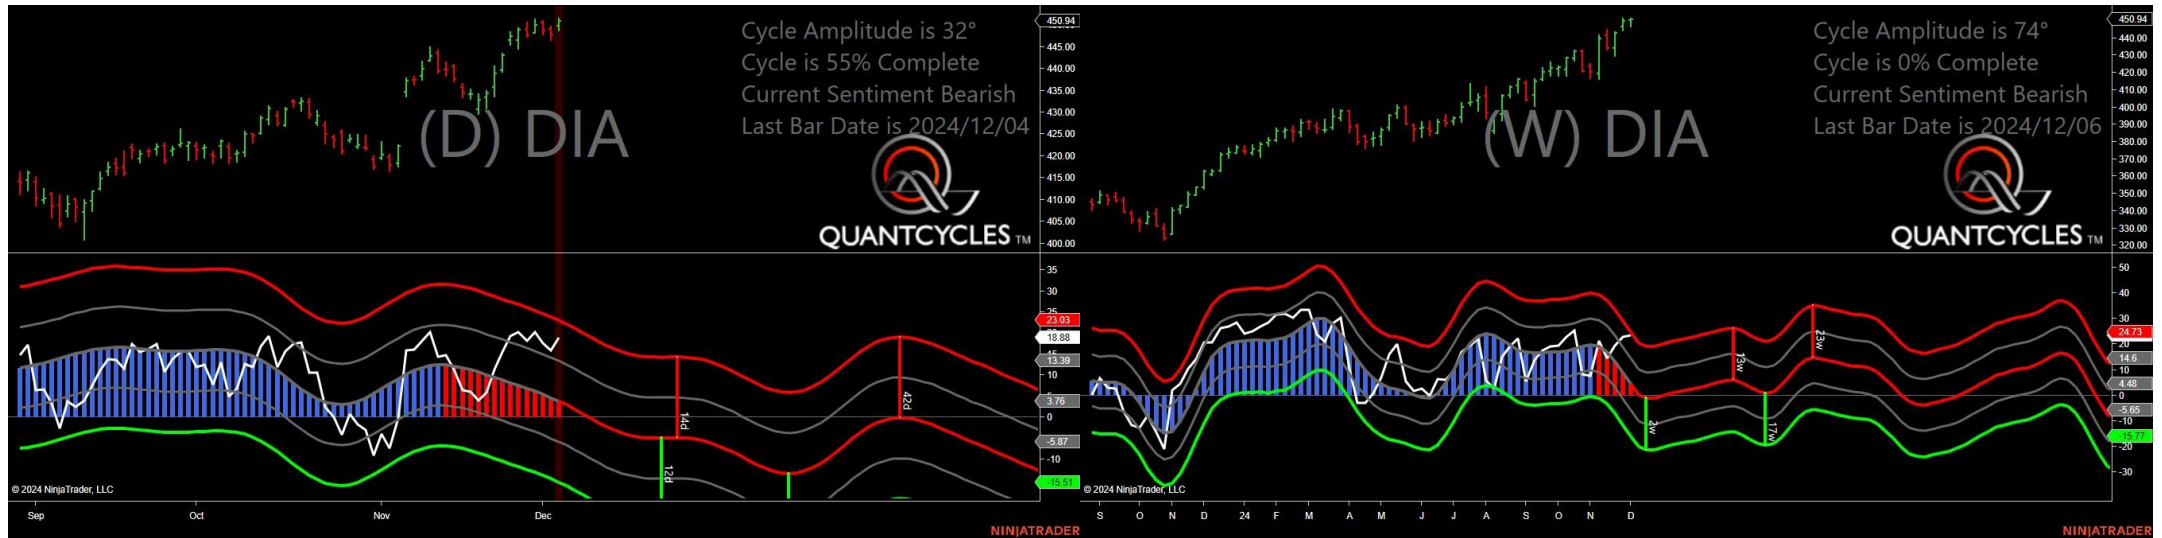 Cycle Amplitude is 32°
Cycle is 55% Complete
Current Sentiment Bearish
Last Bar Date is 2024/12/04
(D) DIA
QUANTCYCLES TM
450.94
445.00
440.00
435.00
430.00
425.00
420.00
415.00
410.00
405.00
400.00
35
30
23.03
18.88
13.39
10
3.76
0
-5.87
-10
-15.51
14d
12d
42d
© 2024 NinjaTrader, LLC
Sep Oct Nov Dec
NINJATRADER
Cycle Amplitude is 74°
Cycle is 0% Complete
Current Sentiment Bearish
Last Bar Date is 2024/12/06
(W) DIA
QUANTCYCLES TM
450.94
440.00
430.00
420.00
410.00
400.00
390.00
380.00
370.00
360.00
350.00
340.00
330.00
320.00
50
40
30
24.73
20
14.6
10
4.48
0
-5.65
-10
-15.77
-20
-30
13w
23w
2w
17w
© 2024 NinjaTrader, LLC
S O N D 24 F M A M J J A S O N D
NINJATRADER